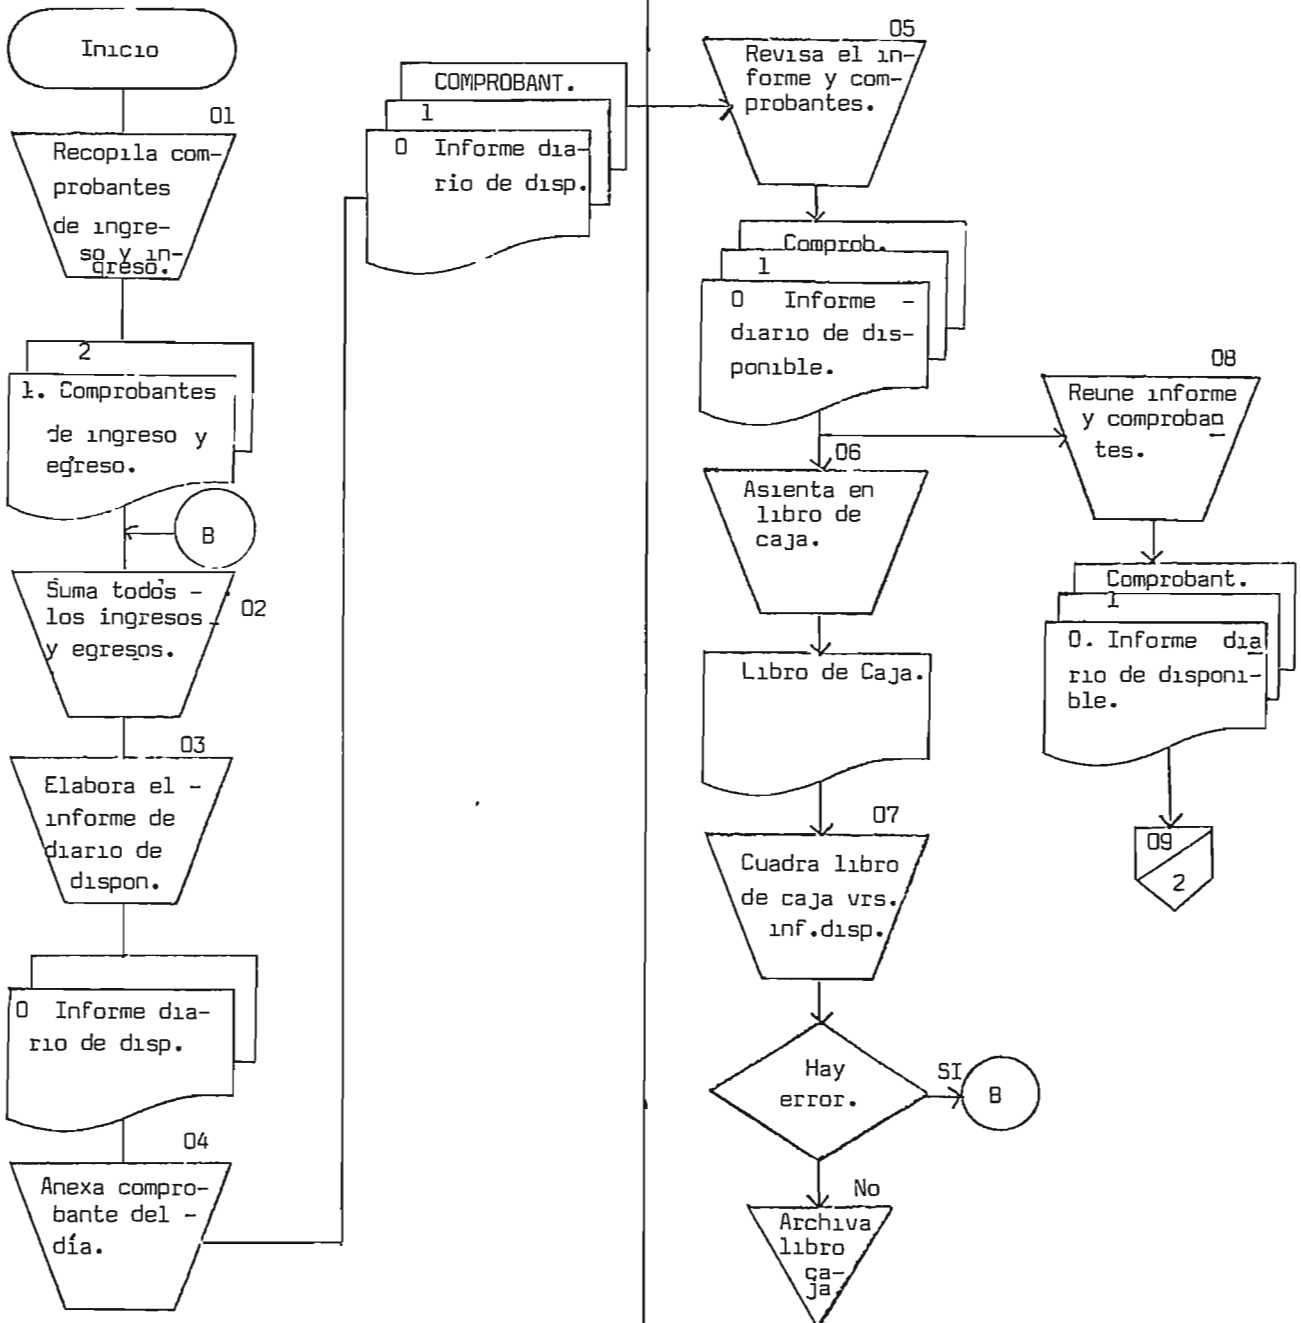 Inicio
01
Recopila com-
probantes
de ingre-
so y in-
greso.
2
1. Comprobantes
de ingreso y
egreso.
B
Suma todos -
los ingresos
y egresos.
02
03
Elabora el -
informe de
diario de
dispon.
0 Informe dia-
rio de disp.
04
Anexa compro-
bante del -
día.
COMPROBANT.
1
0 Informe dia-
rio de disp.
05
Revisa el in-
forme y com-
probantes.
Comprob.
1
0 Informe -
diario de dis-
ponible.
06
Asienta en
libro de
caja.
Libro de Caja.
07
Cuadra libro
de caja vrs.
inf.disp.
Hay
error.
SI
B
No
Archiva
libro
ca-
ja.
08
Reune informe
y comproban
tes.
Comprobant.
1
0. Informe dia
rio de disponi-
ble.
09
2